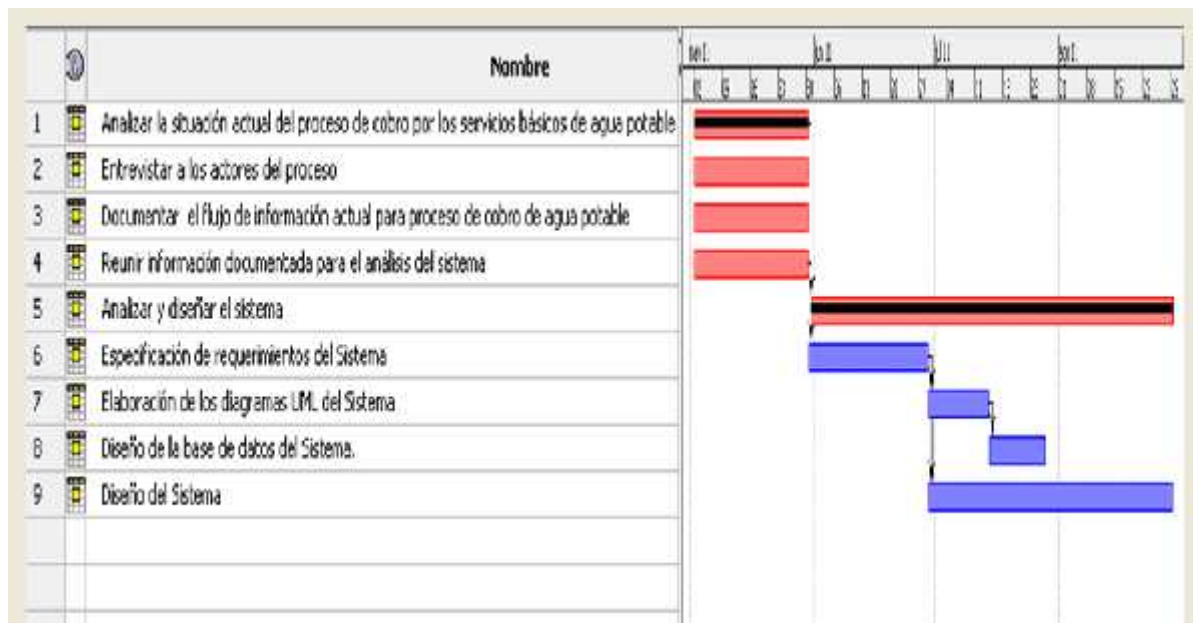 Nombre
1 Analizar la situación actual del proceso de cobro por los servicios básicos de agua potable
2 Entrevistar a los actores del proceso
3 Documentar el flujo de información actual para proceso de cobro de agua potable
4 Reunir información documentada para el análisis del sistema
5 Analizar y diseñar el sistema
6 Especificación de requerimientos del Sistema
7 Elaboración de los diagramas UML del Sistema
8 Diseño de la base de datos del Sistema.
9 Diseño del Sistema